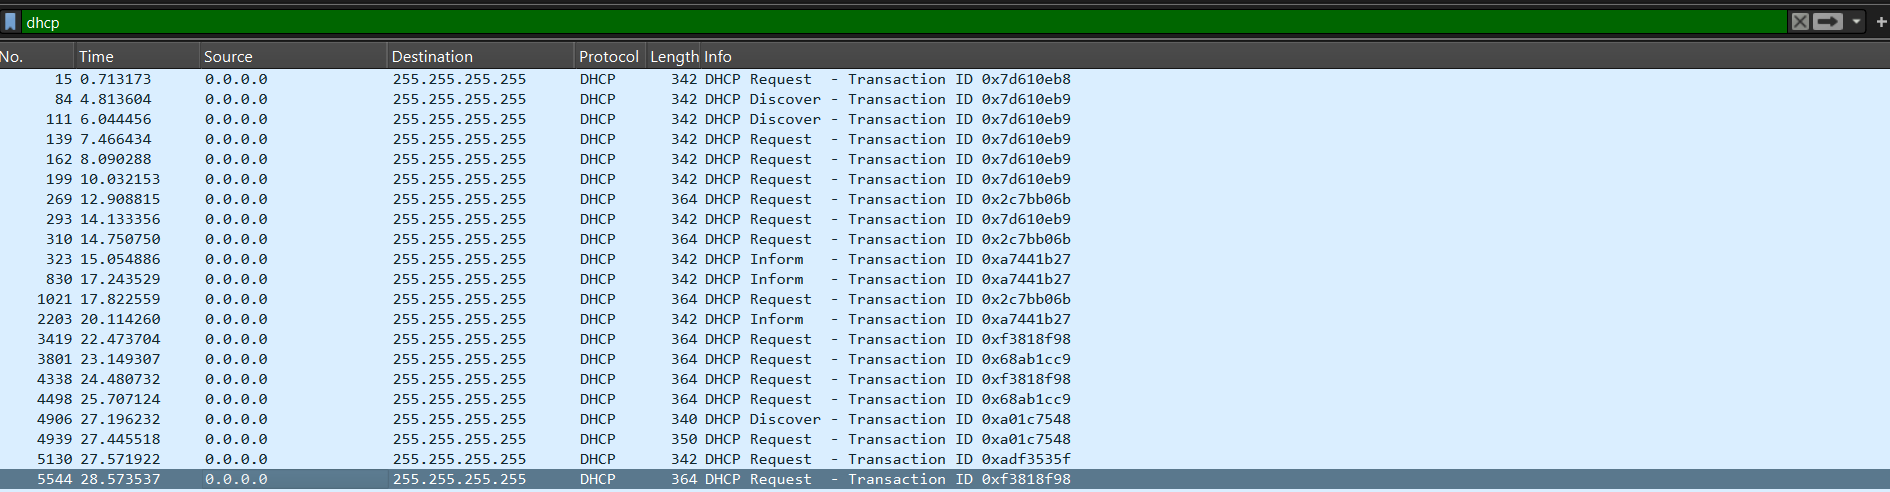 dhcp
No. Time Source Destination Protocol Length Info
15 0.713173 0.0.0.0 255.255.255.255 DHCP 342 DHCP Request - Transaction ID 0x7d610eb8
84 4.813604 0.0.0.0 255.255.255.255 DHCP 342 DHCP Discover - Transaction ID 0x7d610eb9
111 6.044456 0.0.0.0 255.255.255.255 DHCP 342 DHCP Discover - Transaction ID 0x7d610eb9
139 7.466434 0.0.0.0 255.255.255.255 DHCP 342 DHCP Request - Transaction ID 0x7d610eb9
162 8.090288 0.0.0.0 255.255.255.255 DHCP 342 DHCP Request - Transaction ID 0x7d610eb9
199 10.032153 0.0.0.0 255.255.255.255 DHCP 342 DHCP Request - Transaction ID 0x7d610eb9
269 12.908815 0.0.0.0 255.255.255.255 DHCP 364 DHCP Request - Transaction ID 0x2c7bb06b
293 14.133356 0.0.0.0 255.255.255.255 DHCP 342 DHCP Request - Transaction ID 0x7d610eb9
310 14.750750 0.0.0.0 255.255.255.255 DHCP 364 DHCP Request - Transaction ID 0x2c7bb06b
323 15.054886 0.0.0.0 255.255.255.255 DHCP 342 DHCP Inform - Transaction ID 0xa7441b27
830 17.243529 0.0.0.0 255.255.255.255 DHCP 342 DHCP Inform - Transaction ID 0xa7441b27
1021 17.822559 0.0.0.0 255.255.255.255 DHCP 364 DHCP Request - Transaction ID 0x2c7bb06b
2203 20.114260 0.0.0.0 255.255.255.255 DHCP 342 DHCP Inform - Transaction ID 0xa7441b27
3419 22.473704 0.0.0.0 255.255.255.255 DHCP 364 DHCP Request - Transaction ID 0xf3818f98
3801 23.149307 0.0.0.0 255.255.255.255 DHCP 364 DHCP Request - Transaction ID 0x68ab1cc9
4338 24.480732 0.0.0.0 255.255.255.255 DHCP 364 DHCP Request - Transaction ID 0xf3818f98
4498 25.707124 0.0.0.0 255.255.255.255 DHCP 364 DHCP Request - Transaction ID 0x68ab1cc9
4906 27.196232 0.0.0.0 255.255.255.255 DHCP 340 DHCP Discover - Transaction ID 0xa01c7548
4939 27.445518 0.0.0.0 255.255.255.255 DHCP 350 DHCP Request - Transaction ID 0xa01c7548
5130 27.571922 0.0.0.0 255.255.255.255 DHCP 342 DHCP Request - Transaction ID 0xadf3535f
5544 28.573537 0.0.0.0 255.255.255.255 DHCP 364 DHCP Request - Transaction ID 0xf3818f98